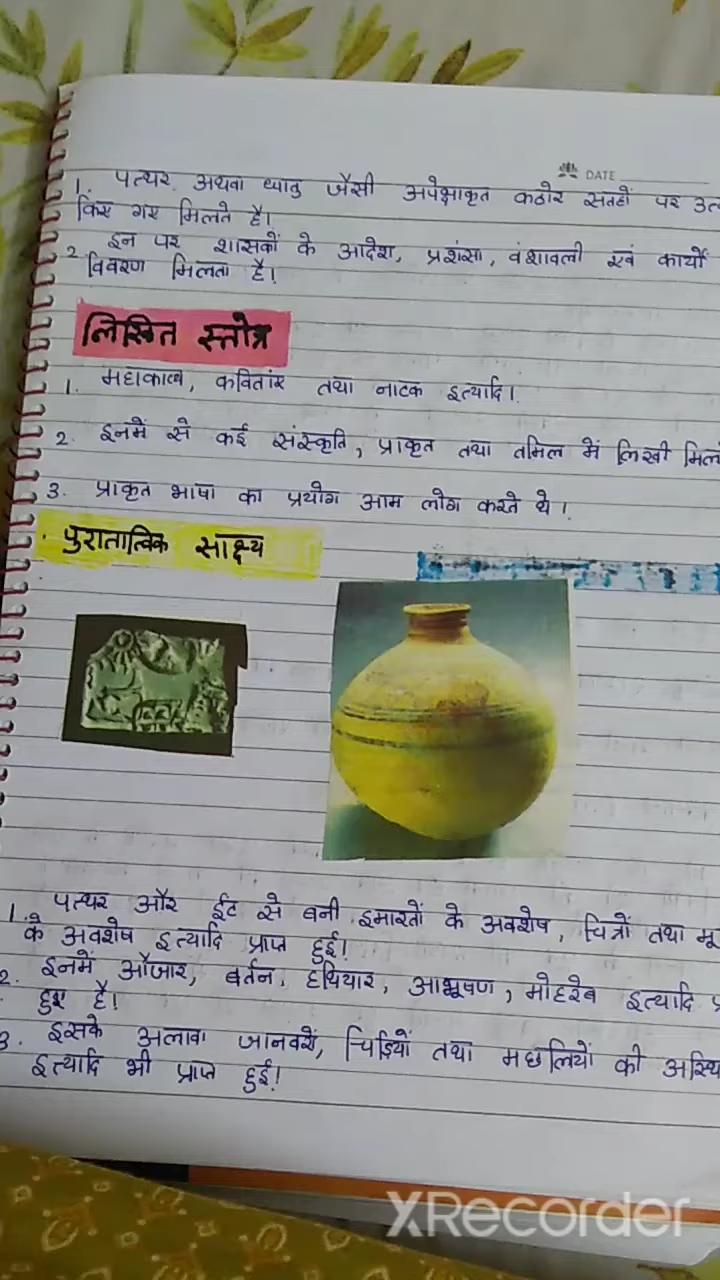 DATE
1. पत्थर अथवा धातु जैसी अपेक्षाकृत कठोर सतहों पर
किए गए मिलते है।
2. इन पर शासकों के आदेश, प्रशंसा, वंशावली एवं कार्यों
विवरण मिलता है।
लिखित स्तोत्र
1. महाकाव्य, कविताएं तथा नाटक इत्यादि।
2. इनमें से कई संस्कृति, प्राकृत तथा तमिल में लिखी
3. प्राकृत भाषा का प्रयोग आम लोग करते थे।
पुरातात्विक साक्ष्य
1. पत्थर और ईट से बनी इमारतों के अवशेष, चित्रों तथा
के अवशेष इत्यादि प्राप्त हुई।
2. इनमें औजार, बर्तन, हथियार, आभूषण, मोहरेब इत्यादि
हुए है।
3. इसके अलावा जानवरों, चिड़ियों तथा मछलियों की
इत्यादि भी प्राप्त हुई!
XRecorder